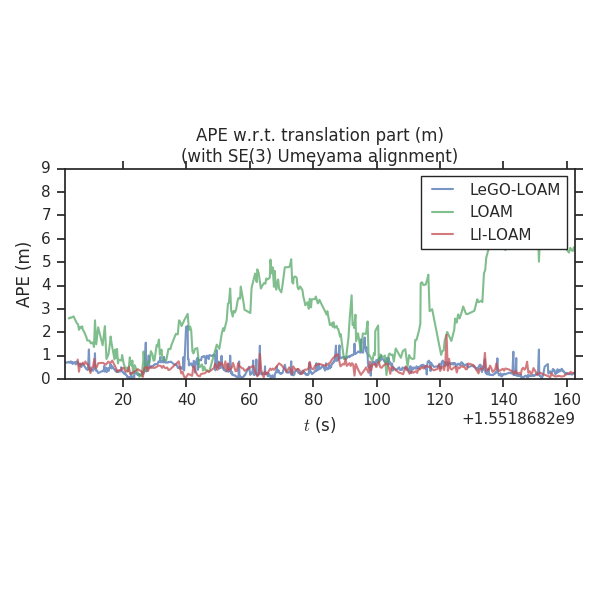 APE w.r.t. translation part (m)
(with SE(3) Umeyama alignment)
9
8
7
6
5
4
3
2
1
0
APE (m)
LeGO-LOAM
LOAM
LI-LOAM
20
40
60
80
100
120
140
160
t (s)
+1.5518682e9